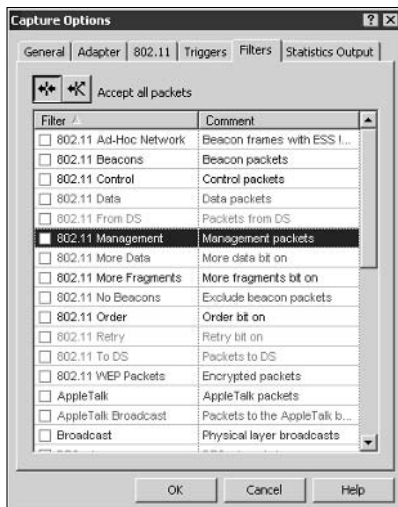 Capture Options
General Adapter 802.11 Triggers Filters Statistics Output
Accept all packets
Filter Comment
802.11 Ad-Hoc Network Beacon frames with ESS I...
802.11 Beacons Beacon packets
802.11 Control Control packets
802.11 Data Data packets
802.11 From DS Packets from DS
802.11 Management Management packets
802.11 More Data More data bit on
802.11 More Fragments More fragments bit on
802.11 No Beacons Exclude beacon packets
802.11 Order Order bit on
802.11 Retry Retry bit on
802.11 To DS Packets to DS
802.11 WEP Packets Encrypted packets
AppleTalk AppleTalk packets
AppleTalk Broadcast Packets to the AppleTalk b...
Broadcast Physical layer broadcasts
OK Cancel Help